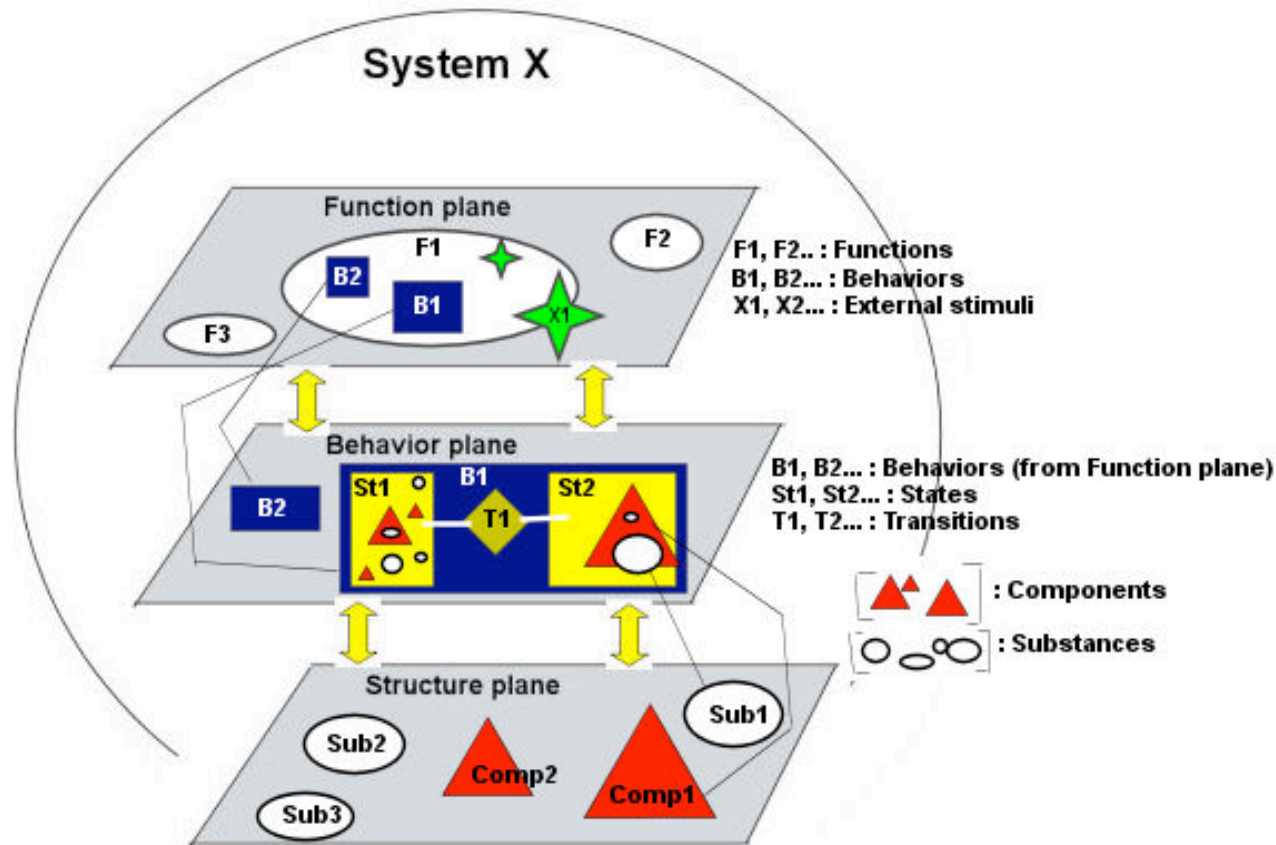 System X
Function plane
F1
F2
B2
B1
X1
F3
F1, F2.. : Functions
B1, B2... : Behaviors
X1, X2... : External stimuli
Behavior plane
B1
St1
St2
T1
B2
B1, B2... : Behaviors (from Function plane)
St1, St2... : States
T1, T2... : Transitions
: Components
: Substances
Structure plane
Sub1
Sub2
Comp2
Comp1
Sub3